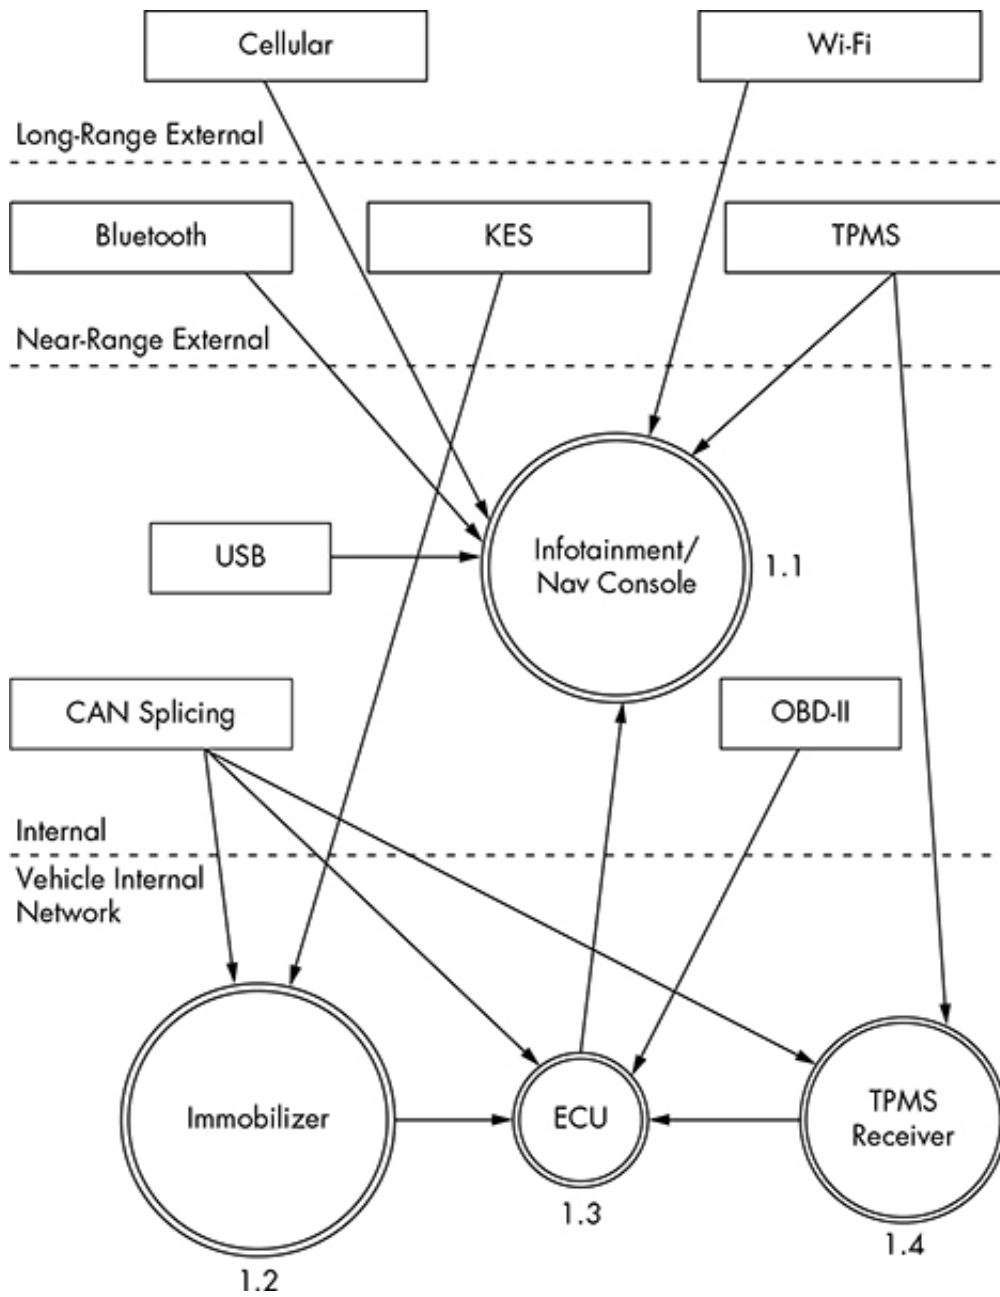 Cellular
Wi-Fi
Long-Range External
Bluetooth
KES
TPMS
Near-Range External
USB
Infotainment/
Nav Console
1.1
CAN Splicing
OBD-II
Internal
Vehicle Internal
Network
Immobilizer
ECU
TPMS
Receiver
1.3
1.4
1.2